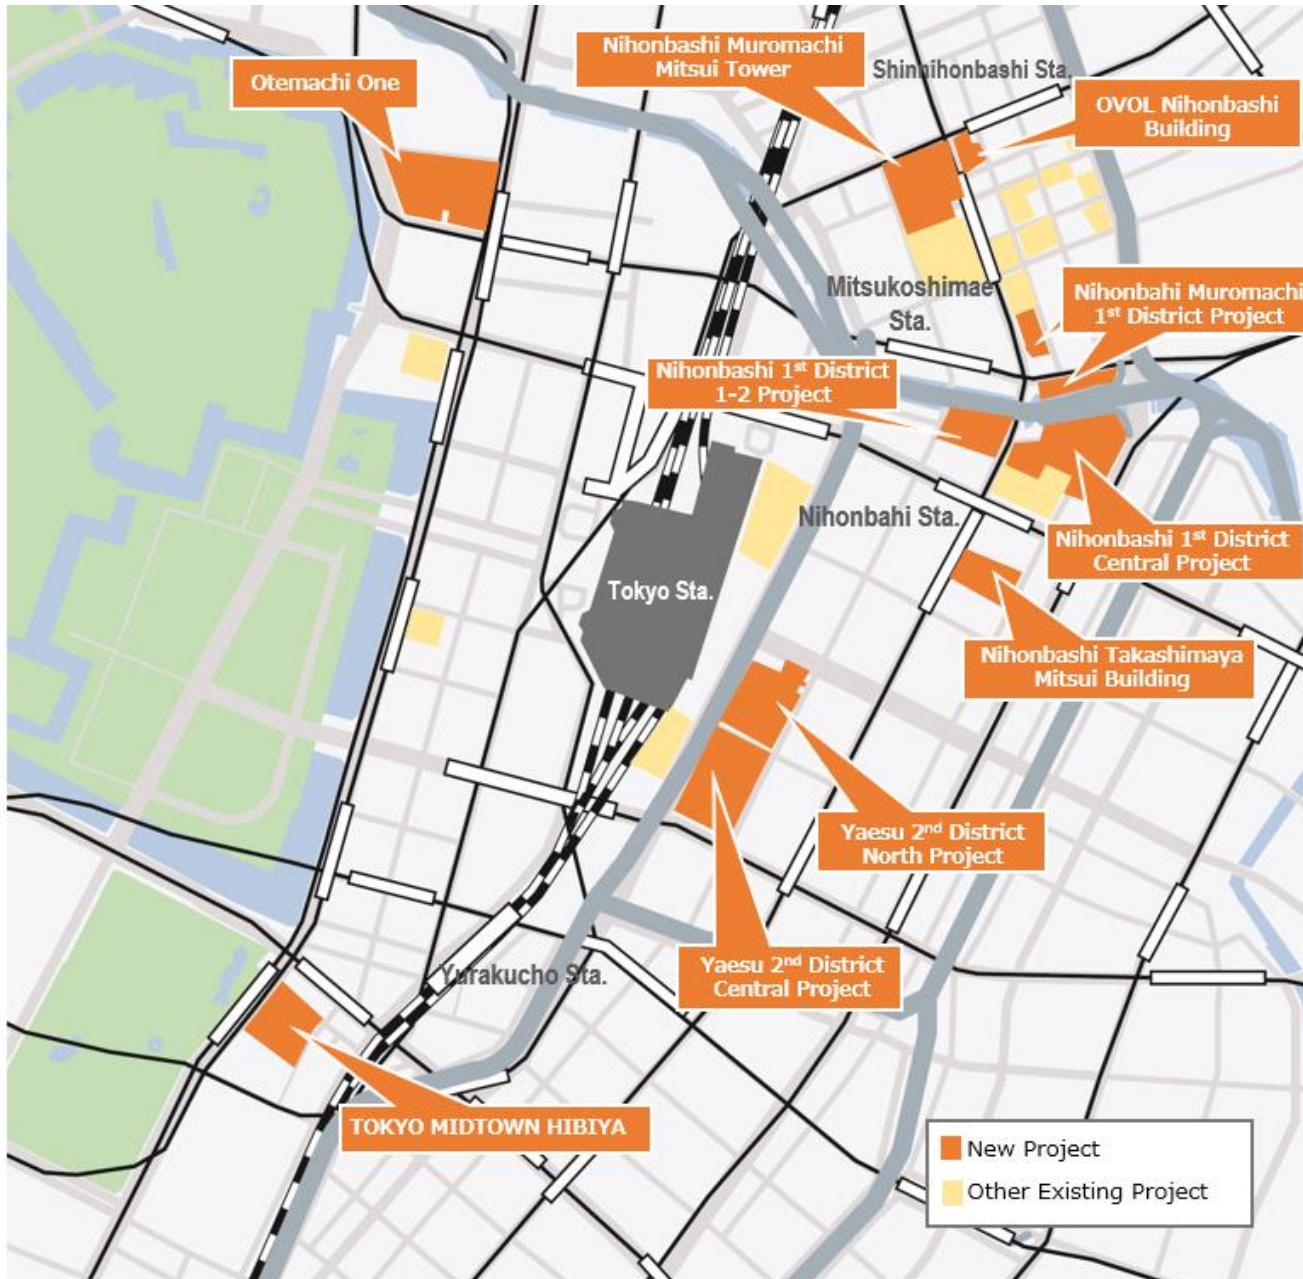 Nihonbashi Muromachi
Mitsui Tower
Shinnihonbashi Sta.
Otemachi One
OVOL Nihonbashi
Building
Mitsukoshimae
Sta.
Nihonbahi Muromachi
1st District Project
Nihonbashi 1st District
1-2 Project
Nihonbahi Sta.
Nihonbashi 1st District
Central Project
Tokyo Sta.
Nihonbashi Takashimaya
Mitsui Building
Yaesu 2nd District
North Project
Yaesu 2nd District
Central Project
Yurakucho Sta.
TOKYO MIDTOWN HIBIYA
New Project
Other Existing Project